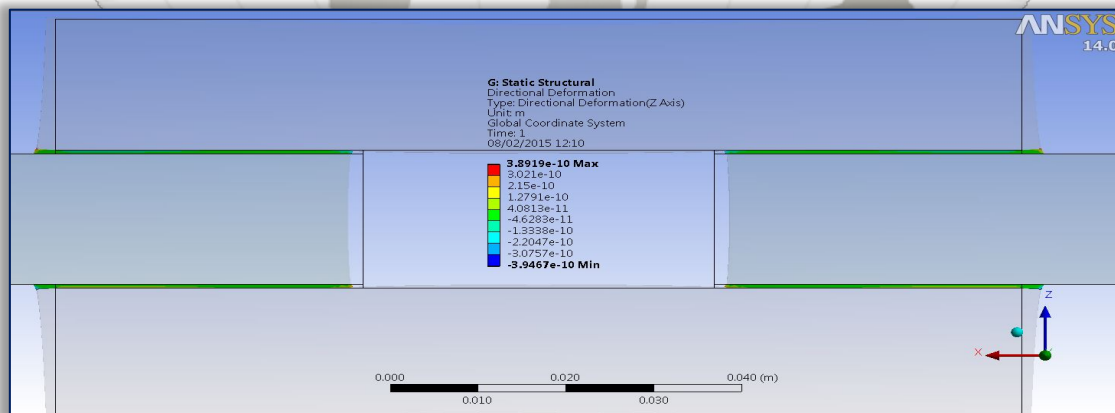 ANSYS
14.0
G: Static Structural
Directional Deformation
Type: Directional Deformation(Z Axis)
Unit: m
Global Coordinate System
Time: 1
08/02/2015 12:10
3.8919e-10 Max
3.021e-10
2.15e-10
1.2791e-10
4.0813e-11
-4.6283e-11
-1.3338e-10
-2.2047e-10
-3.0757e-10
-3.9467e-10 Min
Z
X
0.000 0.020 0.040 (m)
0.010 0.030